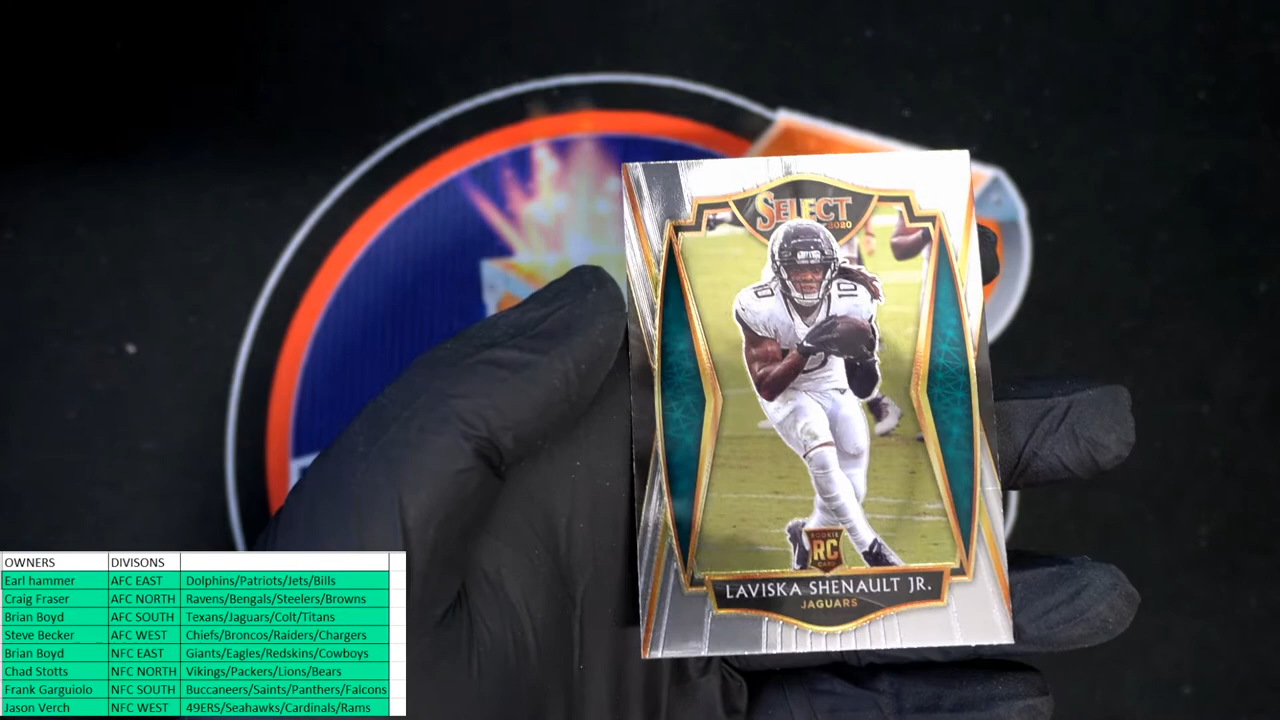 SELECT
2020
10 10
ROOKIE
RC
CARD
LAVISKA SHENAULT JR.
JAGUARS
OWNERS DIVISONS
Earl hammer AFC EAST Dolphins/Patriots/Jets/Bills
Craig Fraser AFC NORTH Ravens/Bengals/Steelers/Browns
Brian Boyd AFC SOUTH Texans/Jaguars/Colt/Titans
Steve Becker AFC WEST Chiefs/Broncos/Raiders/Chargers
Brian Boyd NFC EAST Giants/Eagles/Redskins/Cowboys
Chad Stotts NFC NORTH Vikings/Packers/Lions/Bears
Frank Garguiolo NFC SOUTH Buccaneers/Saints/Panthers/Falcons
Jason Verch NFC WEST 49ERS/Seahawks/Cardinals/Rams